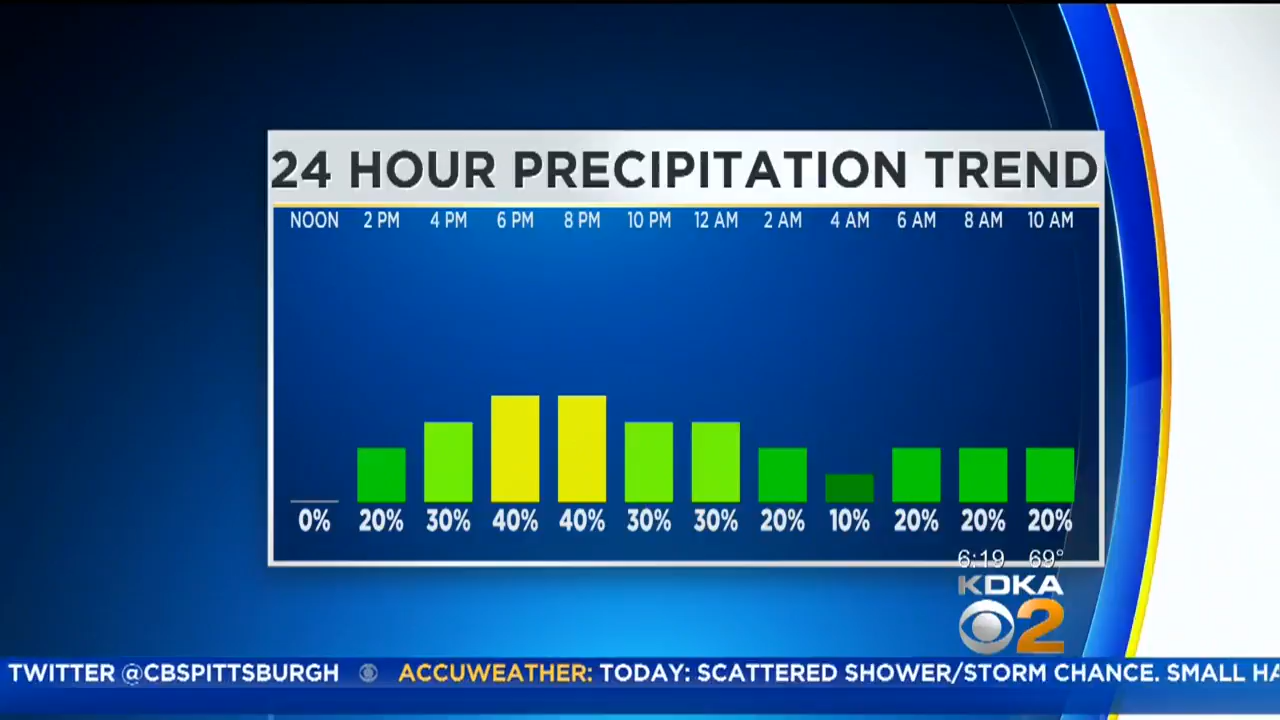 24 HOUR PRECIPITATION TREND
NOON 2 PM 4 PM 6 PM 8 PM 10 PM 12 AM 2 AM 4 AM 6 AM 8 AM 10 AM
0% 20% 30% 40% 40% 30% 30% 20% 10% 20% 20% 20%
6:19 69°
KDKA
2
TWITTER @CBSPITTSBURGH ACCUWEATHER: TODAY: SCATTERED SHOWER/STORM CHANCE. SMALL HA